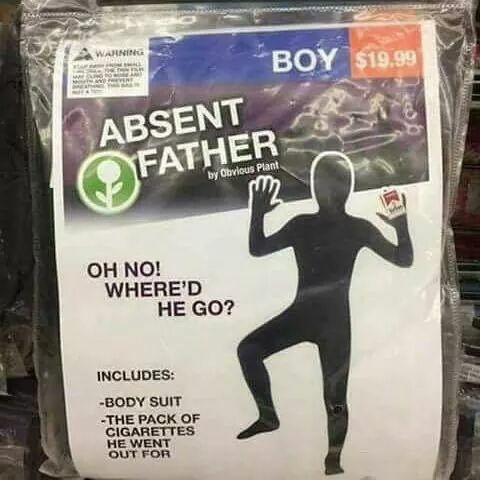 WARNING
BOY $19.99
ABSENT
FATHER
by Obvious Plant
OH NO!
WHERE'D
HE GO?
INCLUDES:
-BODY SUIT
-THE PACK OF
CIGARETTES
HE WENT
OUT FOR